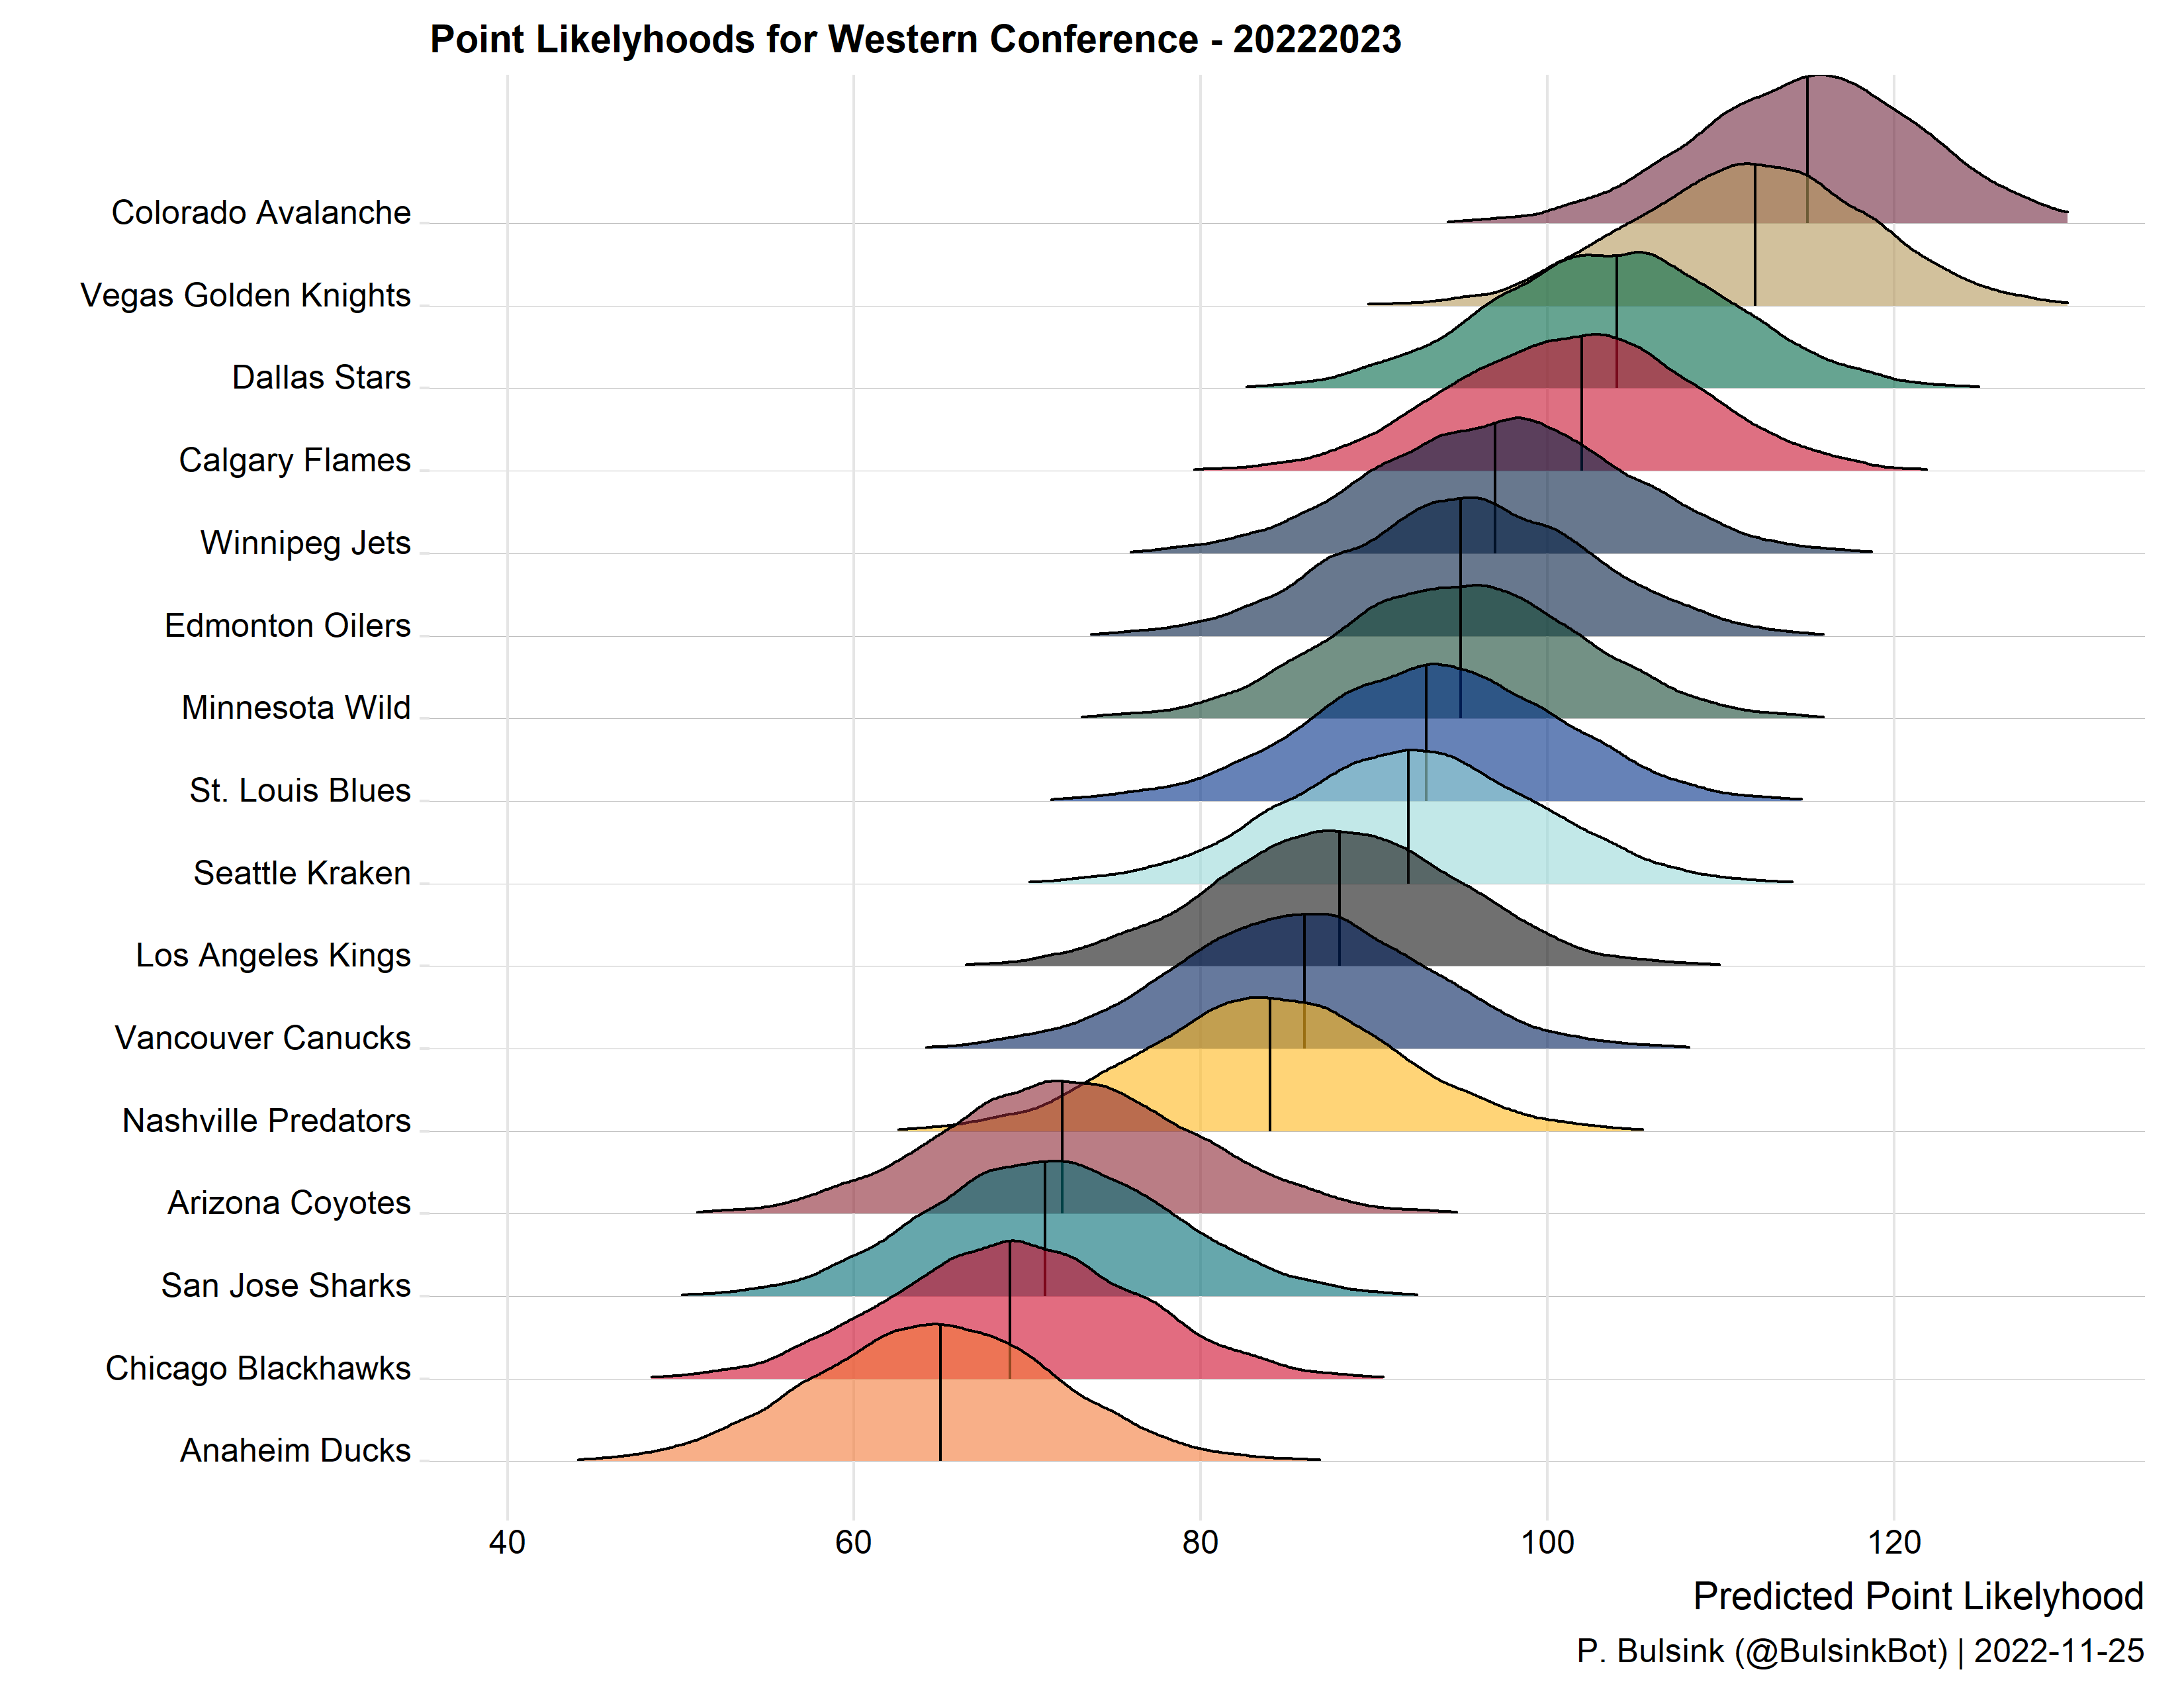 Point Likelyhoods for Western Conference - 20222023
Colorado Avalanche
Vegas Golden Knights
Dallas Stars
Calgary Flames
Winnipeg Jets
Edmonton Oilers
Minnesota Wild
St. Louis Blues
Seattle Kraken
Los Angeles Kings
Vancouver Canucks
Nashville Predators
Arizona Coyotes
San Jose Sharks
Chicago Blackhawks
Anaheim Ducks
40 60 80 100 120
Predicted Point Likelyhood
P. Bulsink (@BulsinkBot) | 2022-11-25